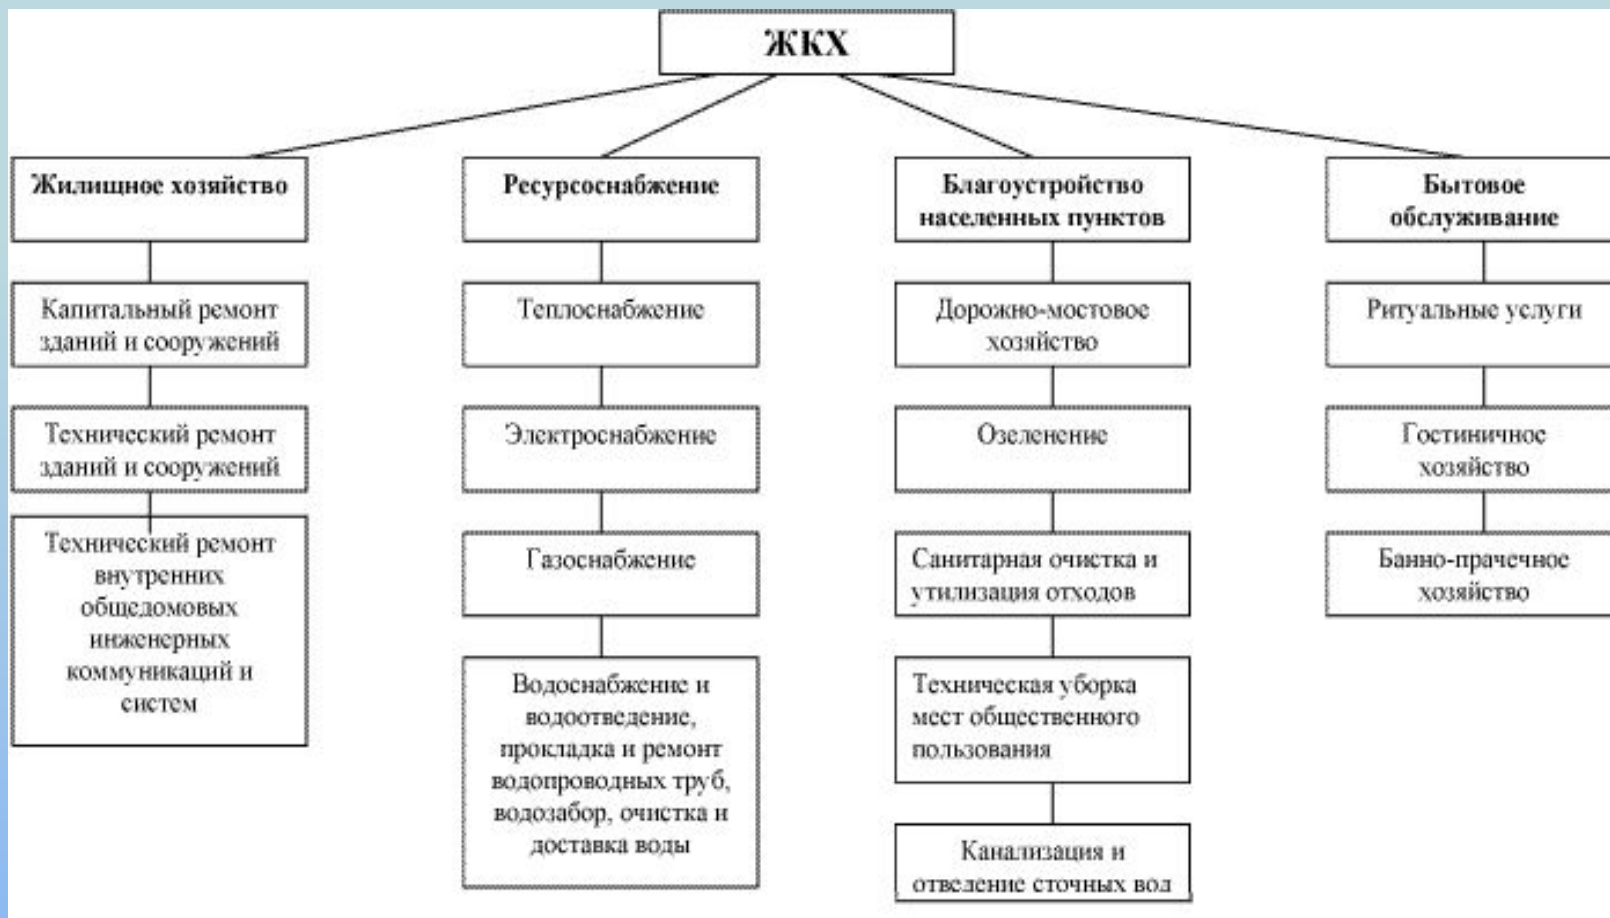 ЖКХ
Жилищное хозяйство
Капитальный ремонт
зданий и сооружений
Технический ремонт
зданий и сооружений
Технический ремонт
внутренних
общедомовых
инженерных
коммуникаций и
систем
Ресурсоснабжение
Теплоснабжение
Электроснабжение
Газоснабжение
Водоснабжение и
водоотведение,
прокладка и ремонт
водопроводных труб,
водозабор, очистка и
доставка воды
Благоустройство
населенных пунктов
Дорожно-мостовое
хозяйство
Озеленение
Санитарная очистка и
утилизация отходов
Техническая уборка
мест общественного
пользования
Канализация и
отведение сточных вод
Бытовое
обслуживание
Ритуальные услуги
Гостиничное
хозяйство
Банно-прачечное
хозяйство